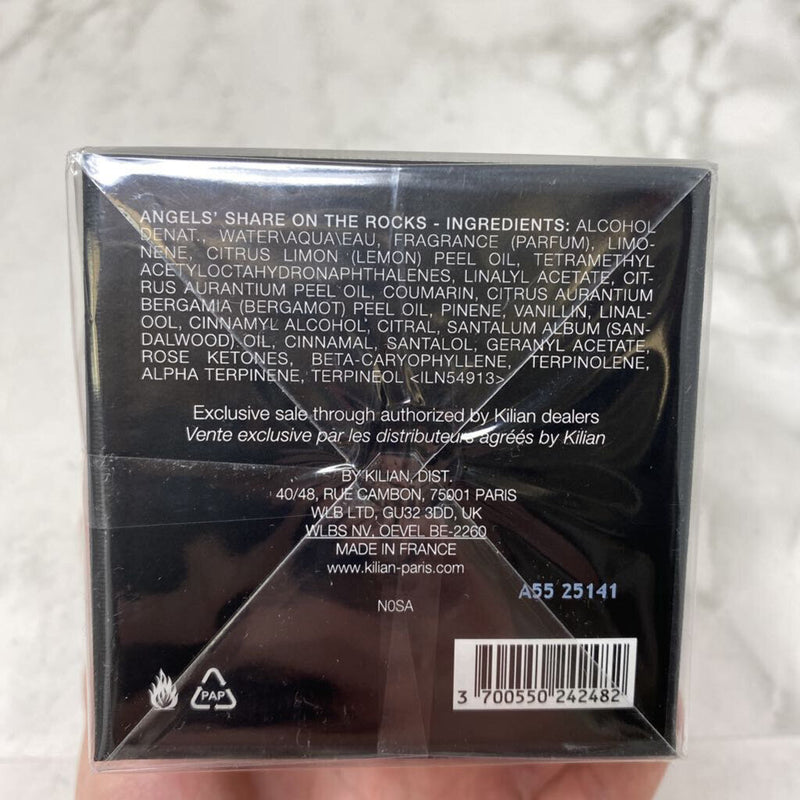 ANGELS' SHARE ON THE ROCKS - INGREDIENTS: ALCOHOL
DENAT., WATER\AQUA\EAU, FRAGRANCE (PARFUM), LIMO-
NENE, CITRUS LIMON (LEMON) PEEL OIL, TETRAMETHYL
ACETYLOCTAHYDRONAPHTHALENES, LINALYL ACETATE, CIT-
RUS AURANTIUM PEEL OIL, COUMARIN, CITRUS AURANTIUM
BERGAMIA (BERGAMOT) PEEL OIL, PINENE, VANILLIN, LINAL-
OOL, CINNAMYL ALCOHOL, CITRAL, SANTALUM ALBUM (SAN-
DALWOOD) OIL, CINNAMAL, SANTALOL, GERANYL ACETATE,
ROSE KETONES, BETA-CARYOPHYLLENE, TERPINOLENE,
ALPHA TERPINENE, TERPINEOL <ILN54913>
Exclusive sale through authorized by Kilian dealers
Vente exclusive par les distributeurs agréés by Kilian
BY KILIAN, DIST.
40/48, RUE CAMBON, 75001 PARIS
WLB LTD, GU32 3DD, UK
WLBS NV, OEVEL BE-2260
MADE IN FRANCE
www.kilian-paris.com
A55 25141
N0SA
PAP
3 700550 242482